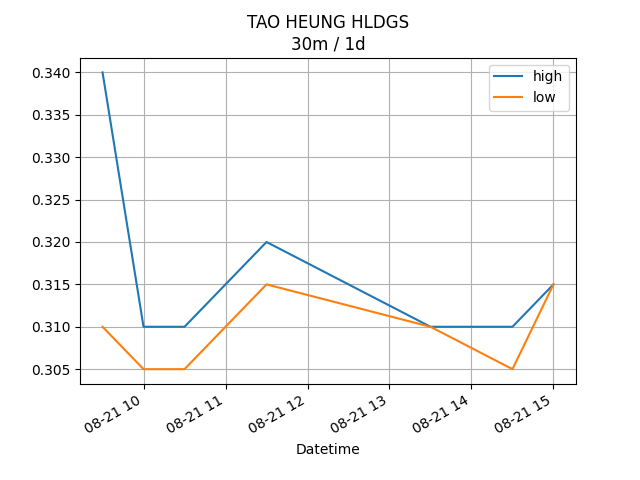 TAO HEUNG HLDGS
30m / 1d
high
low
0.340
0.335
0.330
0.325
0.320
0.315
0.310
0.305
08-21 10
08-21 11
08-21 12
08-21 13
08-21 14
08-21 15
Datetime